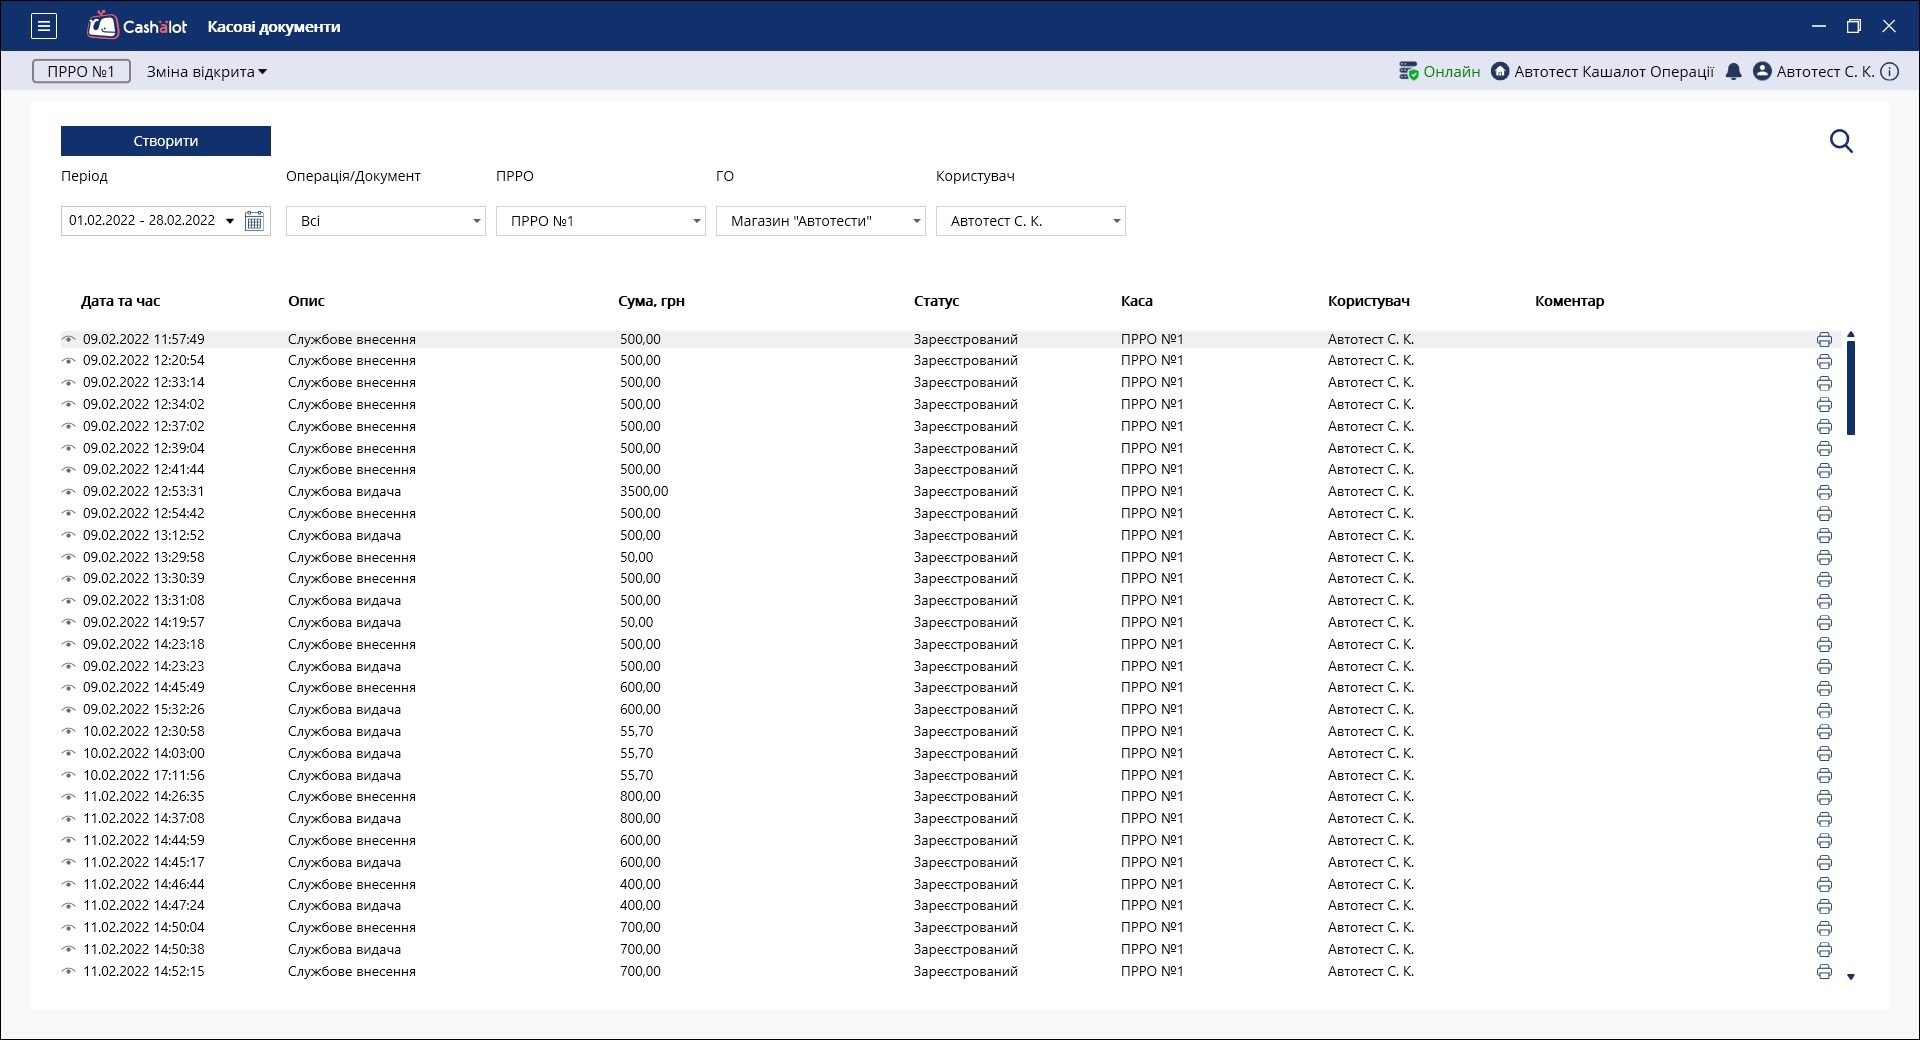 Cashalot Касові документи
ПРРО №1 Зміна відкрита Онлайн Автотест Кашалот Операції Автотест С. К.
Створити
Період Операція/Документ ПРРО ГО Користувач
01.02.2022 - 28.02.2022 Всі ПРРО №1 Магазин "Автотести" Автотест С. К.
Дата та час Опис Сума, грн Статус Каса Користувач Коментар
09.02.2022 11:57:49 Службове внесення 500,00 Зареєстрований ПРРО №1 Автотест С. К.
09.02.2022 12:20:54 Службове внесення 500,00 Зареєстрований ПРРО №1 Автотест С. К.
09.02.2022 12:33:14 Службове внесення 500,00 Зареєстрований ПРРО №1 Автотест С. К.
09.02.2022 12:34:02 Службове внесення 500,00 Зареєстрований ПРРО №1 Автотест С. К.
09.02.2022 12:37:02 Службове внесення 500,00 Зареєстрований ПРРО №1 Автотест С. К.
09.02.2022 12:39:04 Службове внесення 500,00 Зареєстрований ПРРО №1 Автотест С. К.
09.02.2022 12:41:44 Службове внесення 500,00 Зареєстрований ПРРО №1 Автотест С. К.
09.02.2022 12:53:31 Службова видача 3500,00 Зареєстрований ПРРО №1 Автотест С. К.
09.02.2022 12:54:42 Службове внесення 500,00 Зареєстрований ПРРО №1 Автотест С. К.
09.02.2022 13:12:52 Службова видача 500,00 Зареєстрований ПРРО №1 Автотест С. К.
09.02.2022 13:29:58 Службове внесення 50,00 Зареєстрований ПРРО №1 Автотест С. К.
09.02.2022 13:30:39 Службове внесення 500,00 Зареєстрований ПРРО №1 Автотест С. К.
09.02.2022 13:31:08 Службова видача 500,00 Зареєстрований ПРРО №1 Автотест С. К.
09.02.2022 14:19:57 Службова видача 50,00 Зареєстрований ПРРО №1 Автотест С. К.
09.02.2022 14:23:18 Службове внесення 500,00 Зареєстрований ПРРО №1 Автотест С. К.
09.02.2022 14:23:23 Службова видача 500,00 Зареєстрований ПРРО №1 Автотест С. К.
09.02.2022 14:45:49 Службове внесення 600,00 Зареєстрований ПРРО №1 Автотест С. К.
09.02.2022 15:32:26 Службова видача 600,00 Зареєстрований ПРРО №1 Автотест С. К.
10.02.2022 12:30:58 Службова видача 55,70 Зареєстрований ПРРО №1 Автотест С. К.
10.02.2022 14:03:00 Службова видача 55,70 Зареєстрований ПРРО №1 Автотест С. К.
10.02.2022 17:11:56 Службова видача 55,70 Зареєстрований ПРРО №1 Автотест С. К.
11.02.2022 14:26:35 Службове внесення 800,00 Зареєстрований ПРРО №1 Автотест С. К.
11.02.2022 14:37:08 Службова видача 800,00 Зареєстрований ПРРО №1 Автотест С. К.
11.02.2022 14:44:59 Службове внесення 600,00 Зареєстрований ПРРО №1 Автотест С. К.
11.02.2022 14:45:17 Службова видача 600,00 Зареєстрований ПРРО №1 Автотест С. К.
11.02.2022 14:46:44 Службове внесення 400,00 Зареєстрований ПРРО №1 Автотест С. К.
11.02.2022 14:47:24 Службова видача 400,00 Зареєстрований ПРРО №1 Автотест С. К.
11.02.2022 14:50:04 Службове внесення 700,00 Зареєстрований ПРРО №1 Автотест С. К.
11.02.2022 14:50:38 Службова видача 700,00 Зареєстрований ПРРО №1 Автотест С. К.
11.02.2022 14:52:15 Службове внесення 700,00 Зареєстрований ПРРО №1 Автотест С. К.